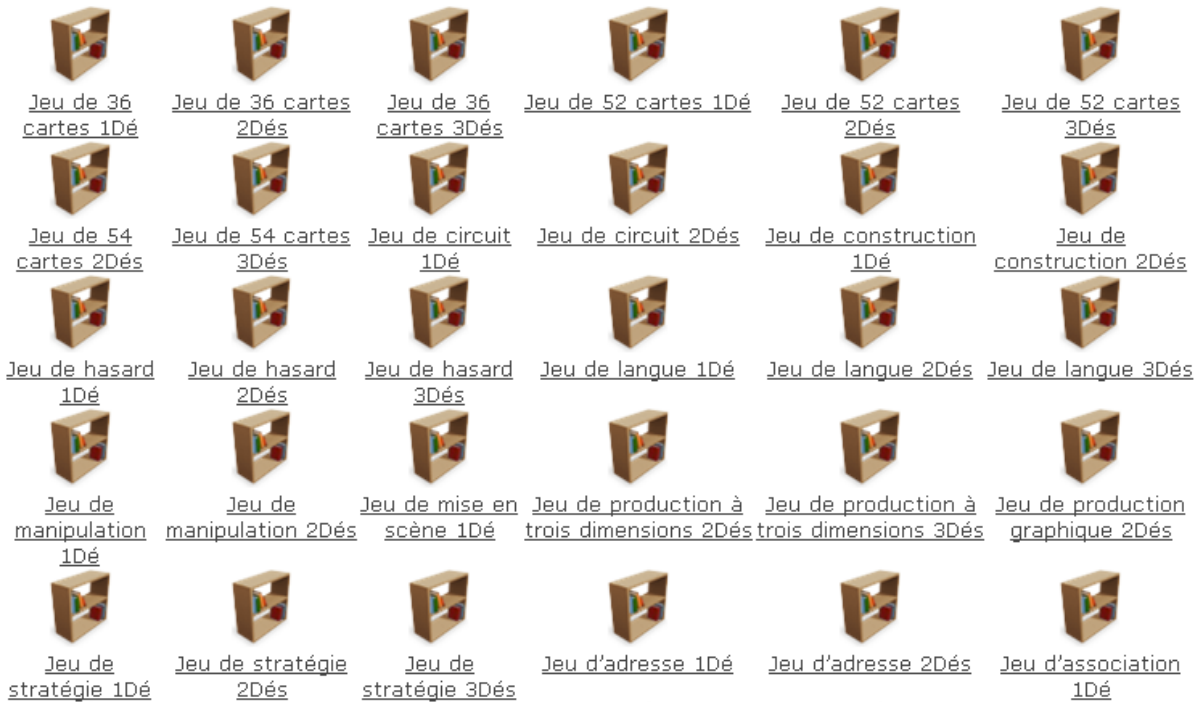 Jeu de 36
cartes 1Dé
Jeu de 36 cartes
2Dés
Jeu de 36
cartes 3Dés
Jeu de 52 cartes 1Dé
Jeu de 52 cartes
2Dés
Jeu de 52 cartes
3Dés
Jeu de 54
cartes 2Dés
Jeu de 54 cartes
3Dés
Jeu de circuit
1Dé
Jeu de circuit 2Dés
Jeu de construction
1Dé
Jeu de
construction 2Dés
Jeu de hasard
1Dé
Jeu de hasard
2Dés
Jeu de hasard
3Dés
Jeu de langue 1Dé
Jeu de langue 2Dés
Jeu de langue 3Dés
Jeu de
manipulation
1Dé
Jeu de
manipulation 2Dés
Jeu de mise en
scène 1Dé
Jeu de production à
trois dimensions 2Dés
Jeu de production à
trois dimensions 3Dés
Jeu de production
graphique 2Dés
Jeu de
stratégie 1Dé
Jeu de stratégie
2Dés
Jeu de
stratégie 3Dés
Jeu d’adresse 1Dé
Jeu d’adresse 2Dés
Jeu d’association
1Dé